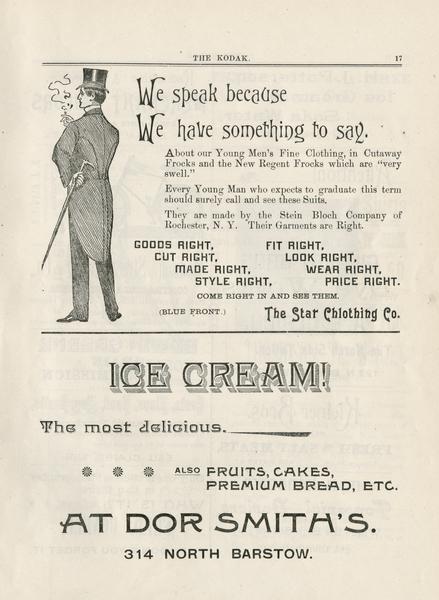 THE KODAK. 17
We speak because
We have something to say.
About our Young Men's Fine Clothing, in Cutaway
Frocks and the New Regent Frocks which are "very
swell."
Every Young Man who expects to graduate this term
should surely call and see these Suits.
They are made by the Stein Bloch Company of
Rochester, N. Y. Their Garments are Right.
GOODS RIGHT, FIT RIGHT,
CUT RIGHT, LOOK RIGHT,
MADE RIGHT, WEAR RIGHT,
STYLE RIGHT, PRICE RIGHT.
COME RIGHT IN AND SEE THEM.
(BLUE FRONT.) The Star Chlothing Co.
ICE CREAM!
The most delicious.
ALSO FRUITS, CAKES,
PREMIUM BREAD, ETC.
AT DOR SMITH'S.
314 NORTH BARSTOW.